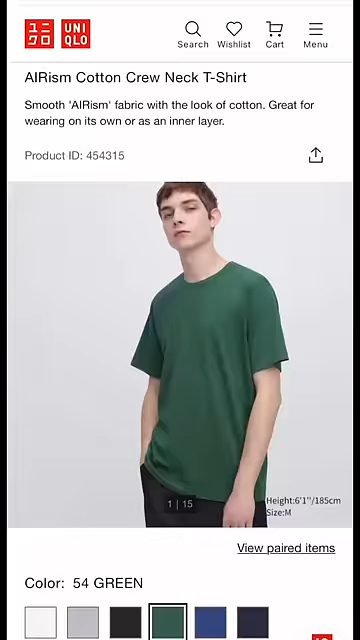 ユニ
クロ
UNI
QLO
Search
Wishlist
Cart
Menu
AIRism Cotton Crew Neck T-Shirt
Smooth 'AIRism' fabric with the look of cotton. Great for
wearing on its own or as an inner layer.
Product ID: 454315
1 | 15
Height:6'1''/185cm
Size:M
View paired items
Color: 54 GREEN